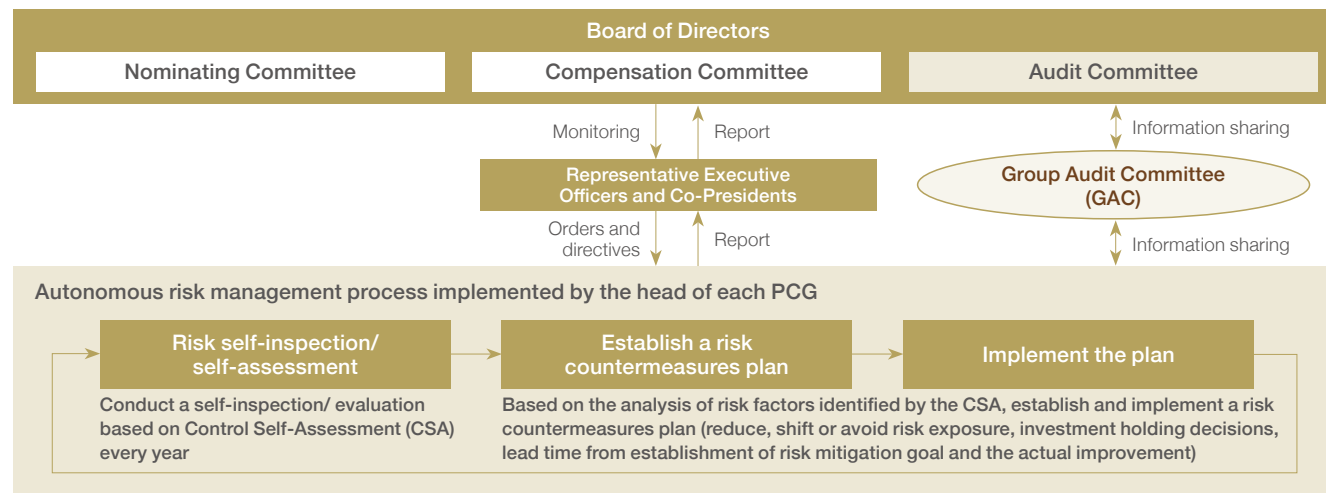 Board of Directors
Nominating Committee
Compensation Committee
Audit Committee
Monitoring
Report
Information sharing
Representative Executive
Officers and Co-Presidents
Group Audit Committee
(GAC)
Orders and
directives
Report
Information sharing
Autonomous risk management process implemented by the head of each PCG
Risk self-inspection/
self-assessment
Establish a risk
countermeasures plan
Implement the plan
Conduct a self-inspection/ evaluation
based on Control Self-Assessment (CSA)
every year
Based on the analysis of risk factors identified by the CSA, establish and implement a risk
countermeasures plan (reduce, shift or avoid risk exposure, investment holding decisions,
lead time from establishment of risk mitigation goal and the actual improvement)